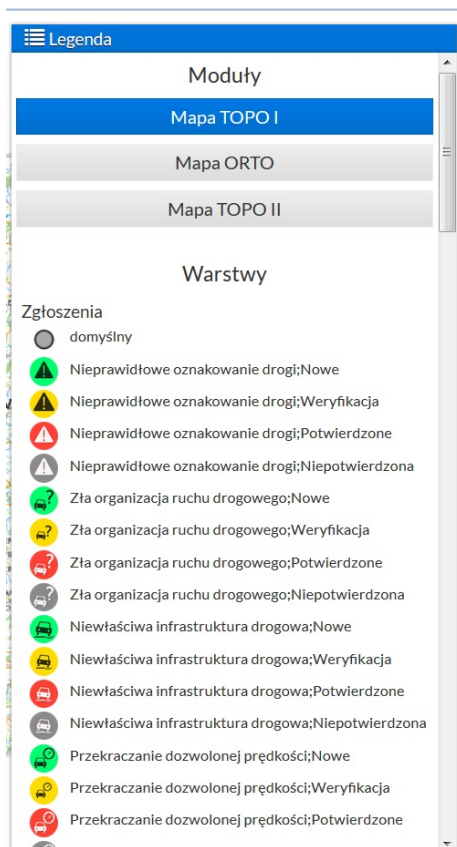 Legenda
Moduły
Mapa TOPO I
Mapa ORTO
Mapa TOPO II
Warstwy
Zgłoszenia
domyślny
Nieprawidłowe oznakowanie drogi;Nowe
Nieprawidłowe oznakowanie drogi;Weryfikacja
Nieprawidłowe oznakowanie drogi;Potwierdzone
Nieprawidłowe oznakowanie drogi;Niepotwierdzona
Zła organizacja ruchu drogowego;Nowe
Zła organizacja ruchu drogowego;Weryfikacja
Zła organizacja ruchu drogowego;Potwierdzone
Zła organizacja ruchu drogowego;Niepotwierdzona
Niewłaściwa infrastruktura drogowa;Nowe
Niewłaściwa infrastruktura drogowa;Weryfikacja
Niewłaściwa infrastruktura drogowa;Potwierdzone
Niewłaściwa infrastruktura drogowa;Niepotwierdzona
Przekraczanie dozwolonej prędkości;Nowe
Przekraczanie dozwolonej prędkości;Weryfikacja
Przekraczanie dozwolonej prędkości;Potwierdzone